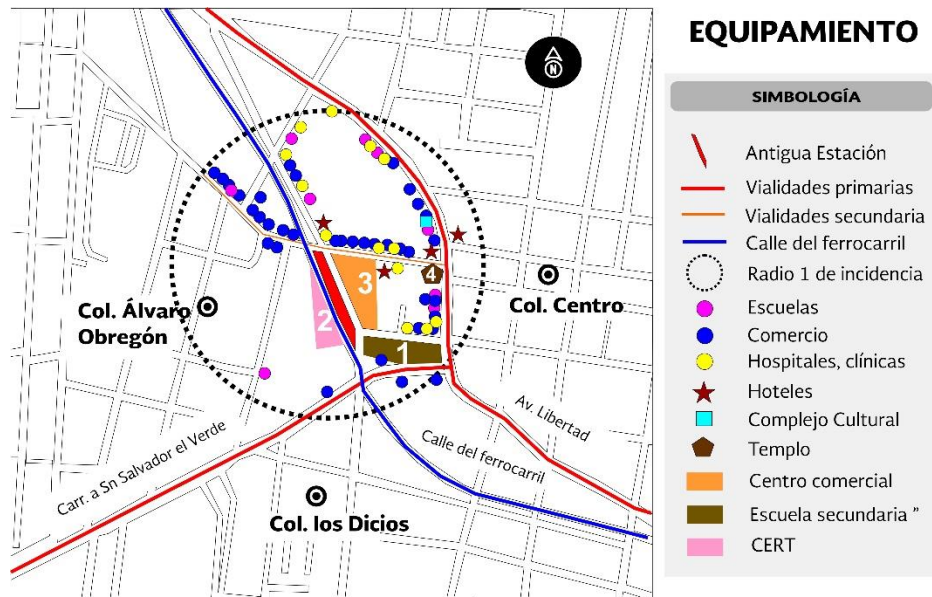 EQUIPAMIENTO
SIMBOLOGÍA
Antigua Estación
Vialidades primarias
Vialidades secundaria
Calle del ferrocarril
Radio 1 de incidencia
Escuelas
Comercio
Hospitales, clínicas
Hoteles
Complejo Cultural
Templo
Centro comercial
Escuela secundaria "
CERT
N
4
3
2
1
Col. Álvaro
Obregón
Col. Centro
Av. Libertad
Carr. a Sn Salvador el Verde
Calle del ferrocarril
Col. los Dicios